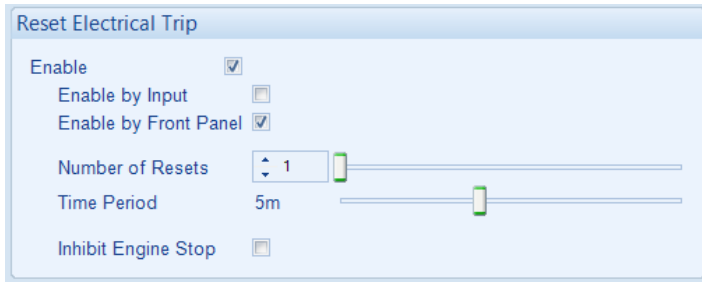 Reset Electrical Trip
Enable
Enable by Input
Enable by Front Panel
Number of Resets 1
Time Period 5m
Inhibit Engine Stop